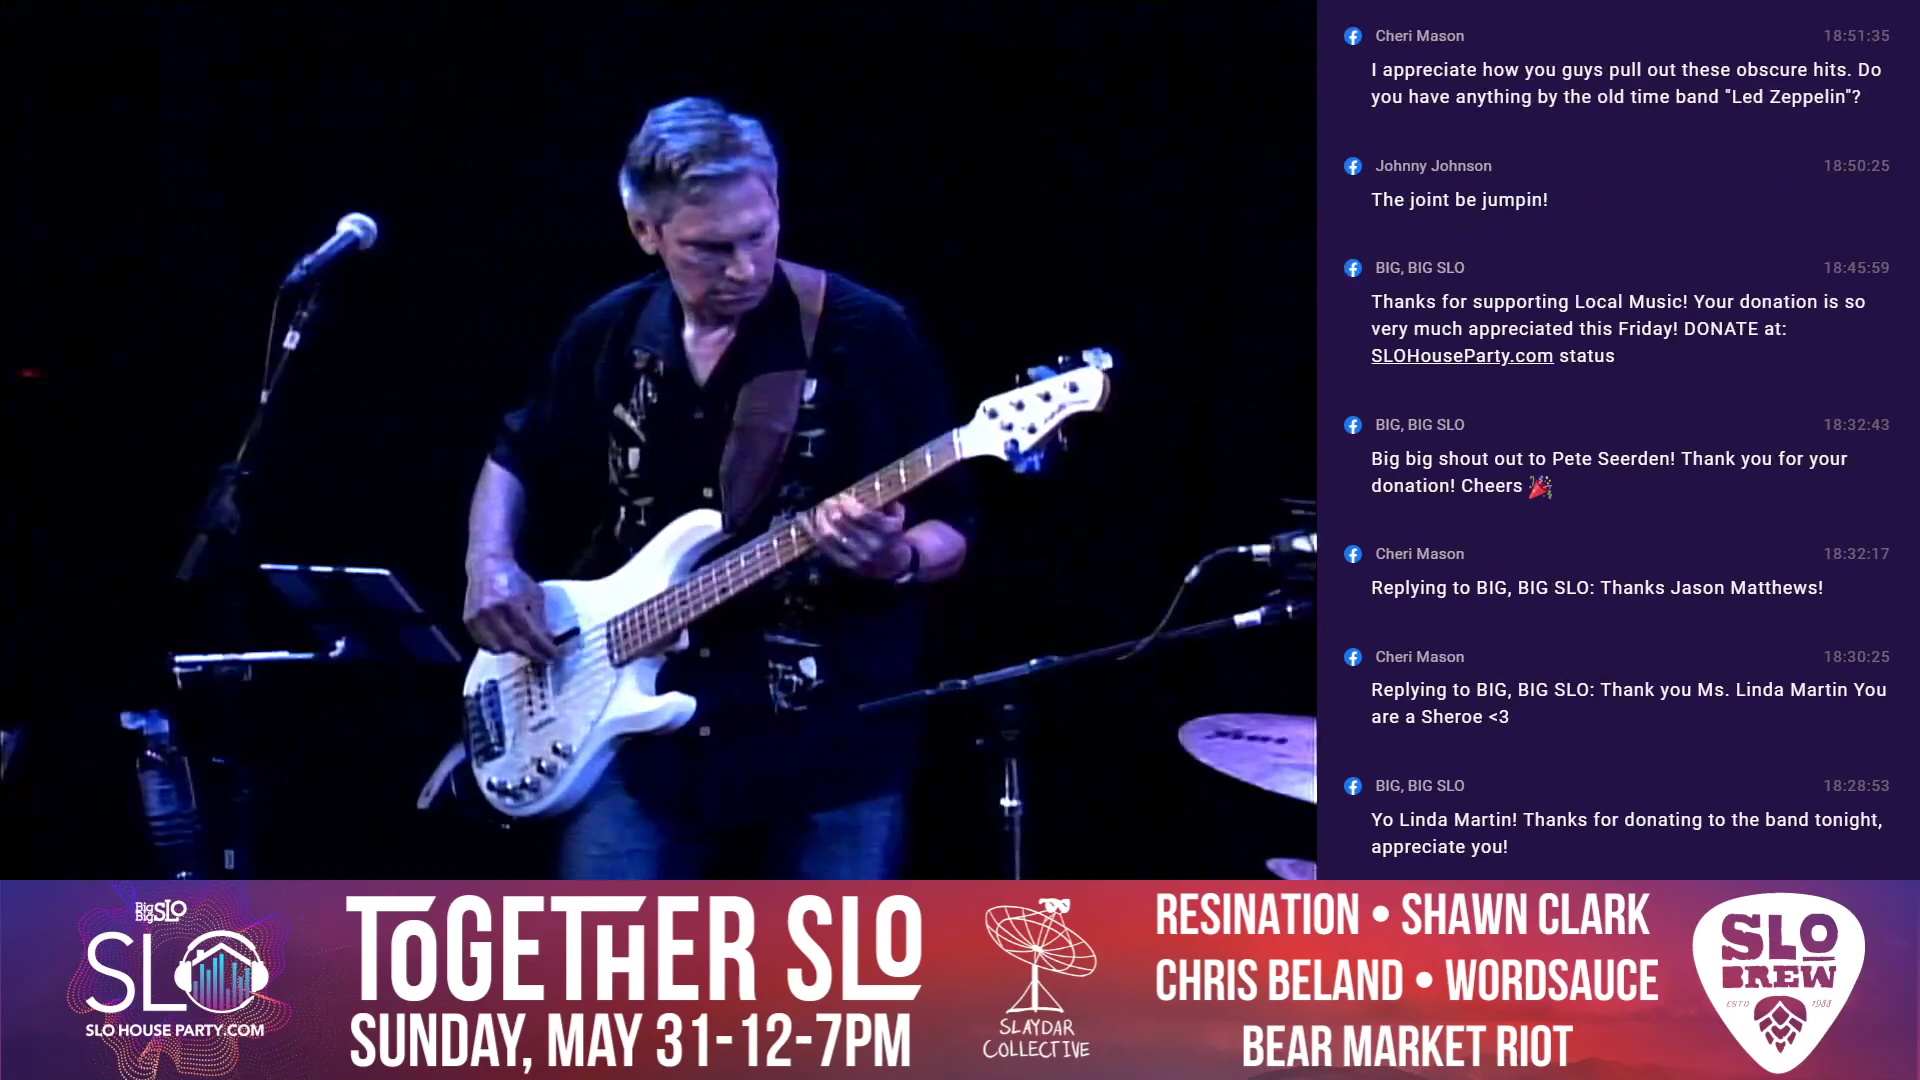 Cheri Mason 18:51:35
I appreciate how you guys pull out these obscure hits. Do
you have anything by the old time band "Led Zeppelin"?
Johnny Johnson 18:50:25
The joint be jumpin!
BIG, BIG SLO 18:45:59
Thanks for supporting Local Music! Your donation is so
very much appreciated this Friday! DONATE at:
SLOHouseParty.com status
BIG, BIG SLO 18:32:43
Big big shout out to Pete Seerden! Thank you for your
donation! Cheers 🎉
Cheri Mason 18:32:17
Replying to BIG, BIG SLO: Thanks Jason Matthews!
Cheri Mason 18:30:25
Replying to BIG, BIG SLO: Thank you Ms. Linda Martin You
are a Sheroe <3
BIG, BIG SLO 18:28:53
Yo Linda Martin! Thanks for donating to the band tonight,
appreciate you!
Big Big SLO
SLO
SLO HOUSE PARTY.COM
TOGETHER SLO
SUNDAY, MAY 31-12-7PM
SLAYDAR
COLLECTIVE
RESINATION • SHAWN CLARK
CHRIS BELAND • WORDSAUCE
BEAR MARKET RIOT
SLO
BREW
ESTD 1988